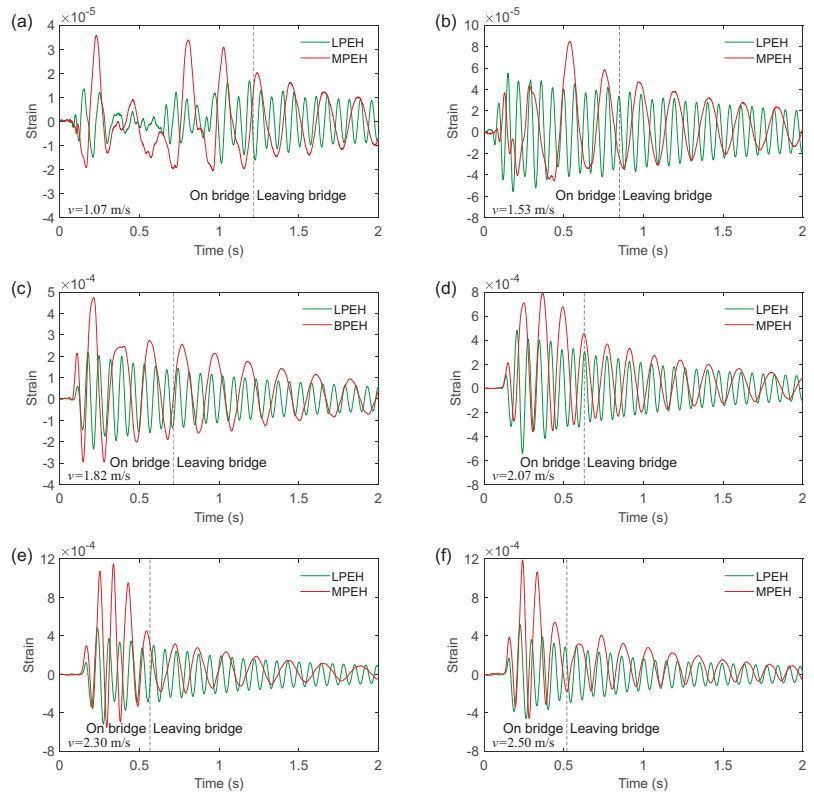 (a)
×10⁻⁵
4
3
2
1
0
-1
-2
-3
-4
Strain
LPEH
MPEH
On bridge Leaving bridge
v=1.07 m/s
0 0.5 1 1.5 2
Time (s)
(b)
×10⁻⁵
10
8
6
4
2
0
-2
-4
-6
-8
Strain
LPEH
MPEH
On bridge Leaving bridge
v=1.53 m/s
0 0.5 1 1.5 2
Time (s)
(c)
×10⁻⁴
5
4
3
2
1
0
-1
-2
-3
-4
Strain
LPEH
BPEH
On bridge Leaving bridge
v=1.82 m/s
0 0.5 1 1.5 2
Time (s)
(d)
×10⁻⁴
8
6
4
2
0
-2
-4
-6
-8
Strain
LPEH
MPEH
On bridge Leaving bridge
v=2.07 m/s
0 0.5 1 1.5 2
Time (s)
(e)
×10⁻⁴
12
8
4
0
-4
-8
Strain
LPEH
MPEH
On bridge Leaving bridge
v=2.30 m/s
0 0.5 1 1.5 2
Time (s)
(f)
×10⁻⁴
12
8
4
0
-4
-8
Strain
LPEH
MPEH
On bridge Leaving bridge
v=2.50 m/s
0 0.5 1 1.5 2
Time (s)